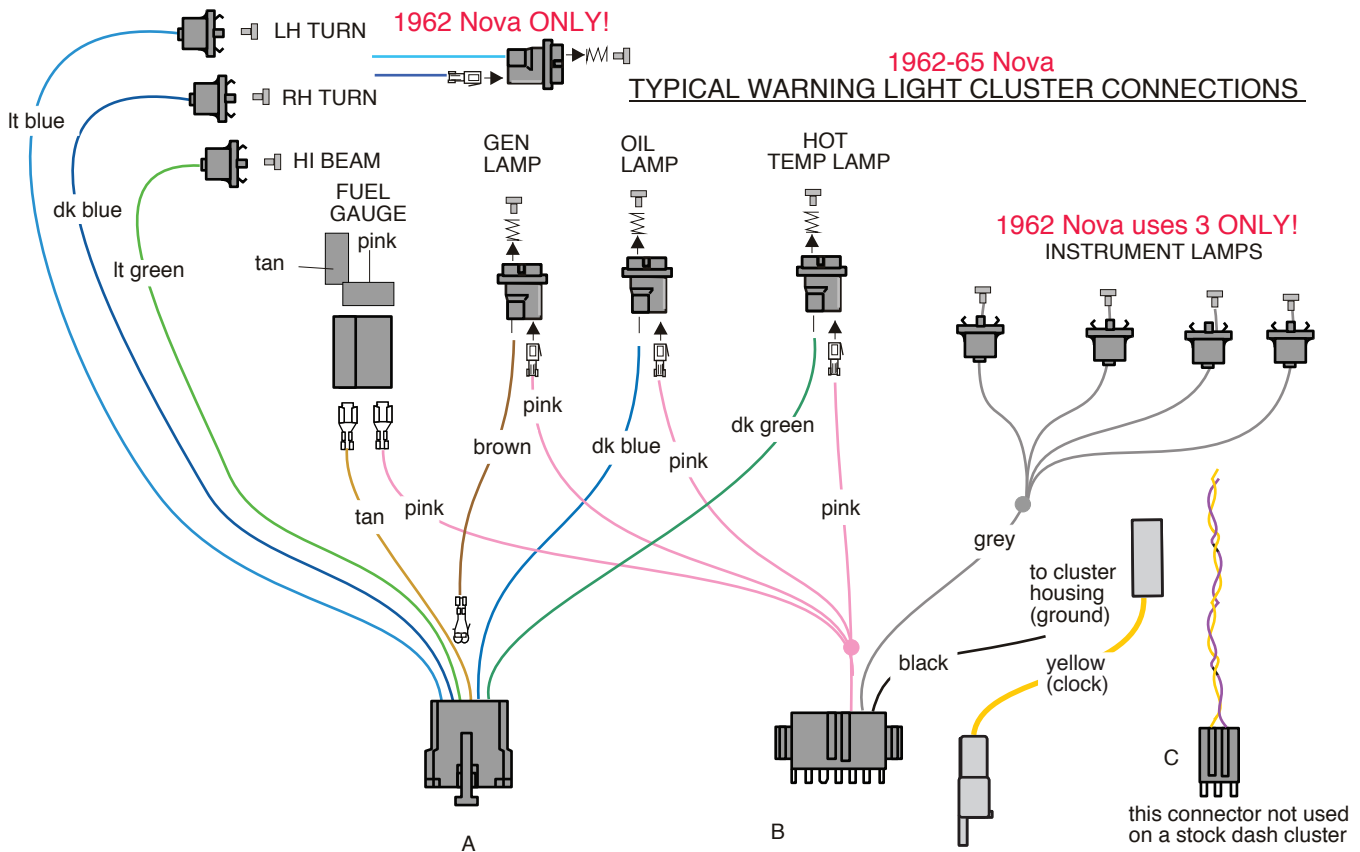 LH TURN
1962 Nova ONLY!
1962-65 Nova
TYPICAL WARNING LIGHT CLUSTER CONNECTIONS
RH TURN
lt blue
HI BEAM
dk blue
lt green
FUEL
GAUGE
pink
tan
GEN
LAMP
OIL
LAMP
HOT
TEMP LAMP
1962 Nova uses 3 ONLY!
INSTRUMENT LAMPS
pink
brown
dk blue
pink
dk green
pink
tan
pink
grey
to cluster
housing
(ground)
black
yellow
(clock)
A
B
C
this connector not used
on a stock dash cluster